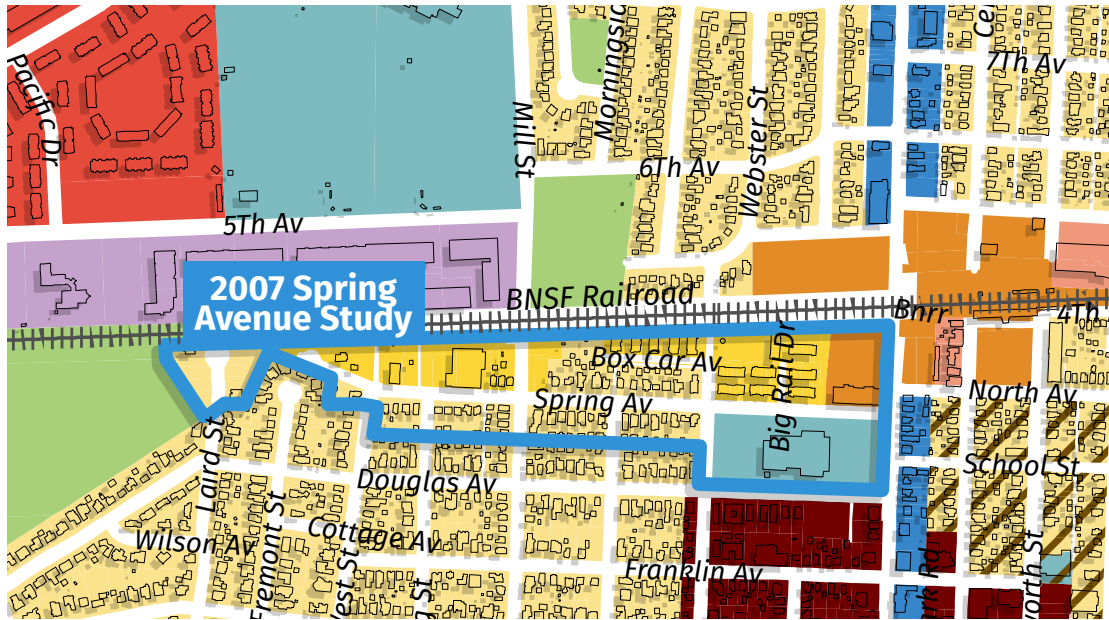 Pacific Dr
Mill St
Webster St
7Th Av
6Th Av
5Th Av
2007 Spring
Avenue Study
BNSF Railroad
Bnrr
4Th
Box Car Av
Big Rail Dr
North Av
Spring Av
School St
Laird St
Douglas Av
Fremont St
Cottage Av
Wilson Av
Franklin Av
St